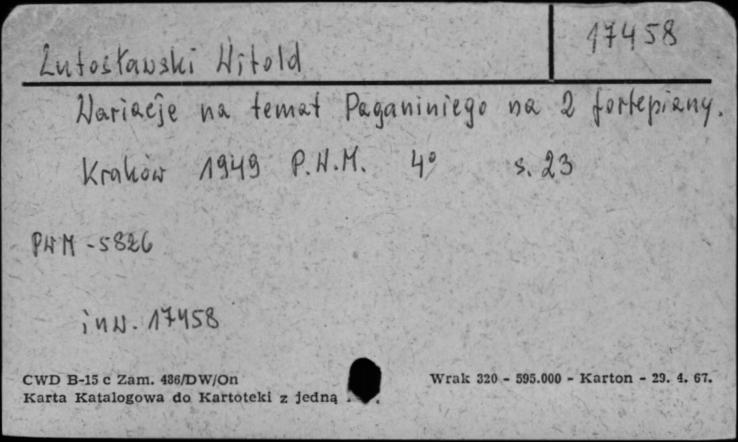 17458
Lutosławski Witold
Wariacje na temat Paganiniego na 2 fortepiany.
Kraków 1949 P.W.M. 4° s. 23
PWM - 5826
inw. 17458
CWD B-15 c Zam. 486/DW/On
Wrak 320 - 595.000 - Karton - 29. 4. 67.
Karta Katalogowa do Kartoteki z jedną